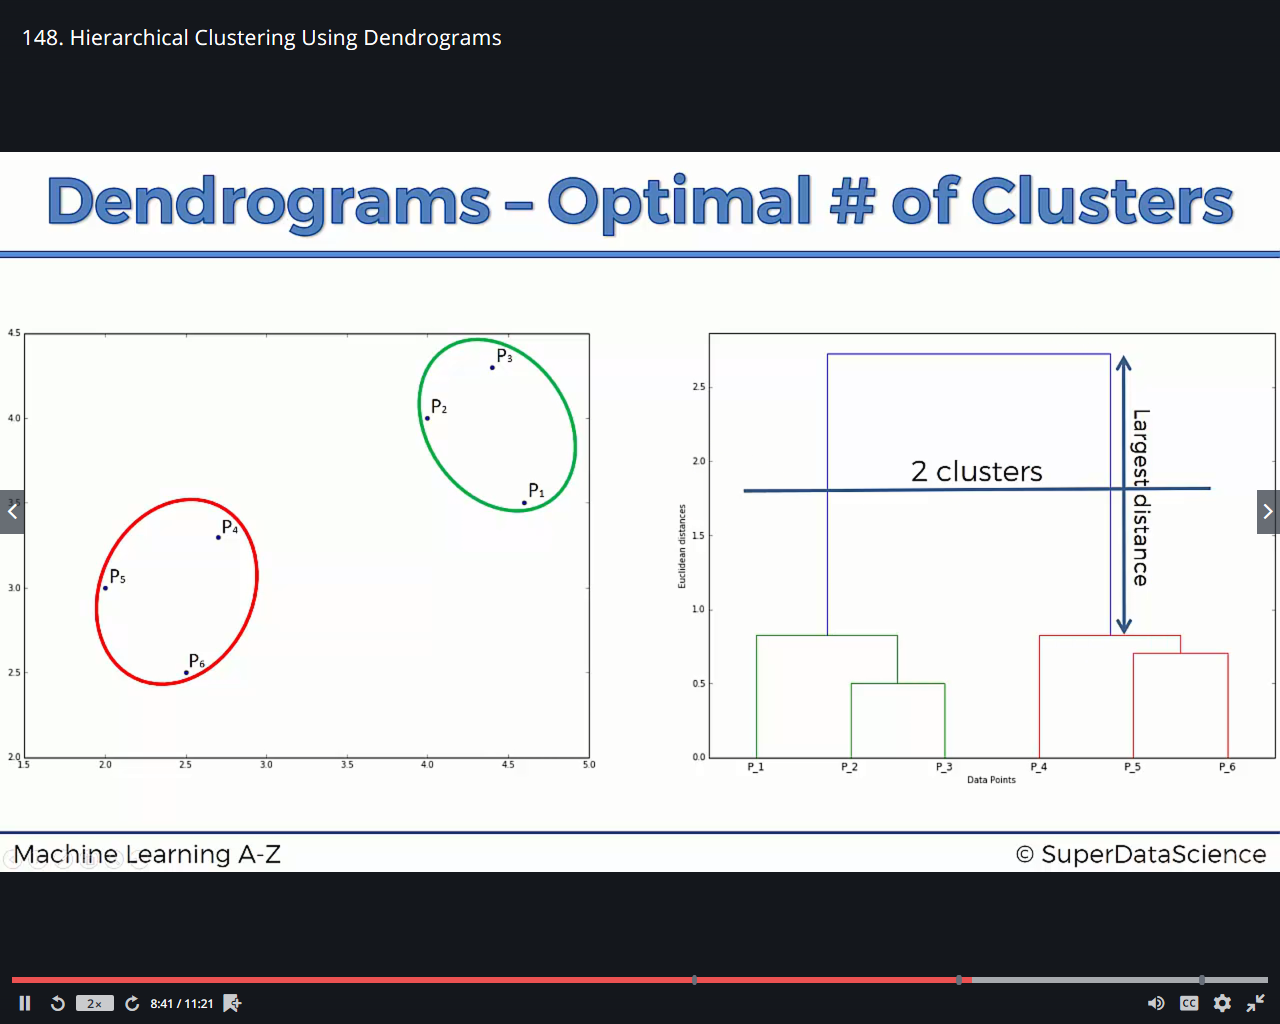 148. Hierarchical Clustering Using Dendrograms
Dendrograms – Optimal # of Clusters
4.5
4.0
3.5
3.0
2.5
2.0
1.5 2.0 2.5 3.0 3.5 4.0 4.5 5.0
P3
P2
P1
P4
P5
P6
2.5
2.0
1.5
1.0
0.5
0.0
Euclidean distances
2 clusters
Largest distance
P_1 P_2 P_3 P_4 P_5 P_6
Data Points
Machine Learning A-Z
© SuperDataScience
2x
8:41 / 11:21
CC